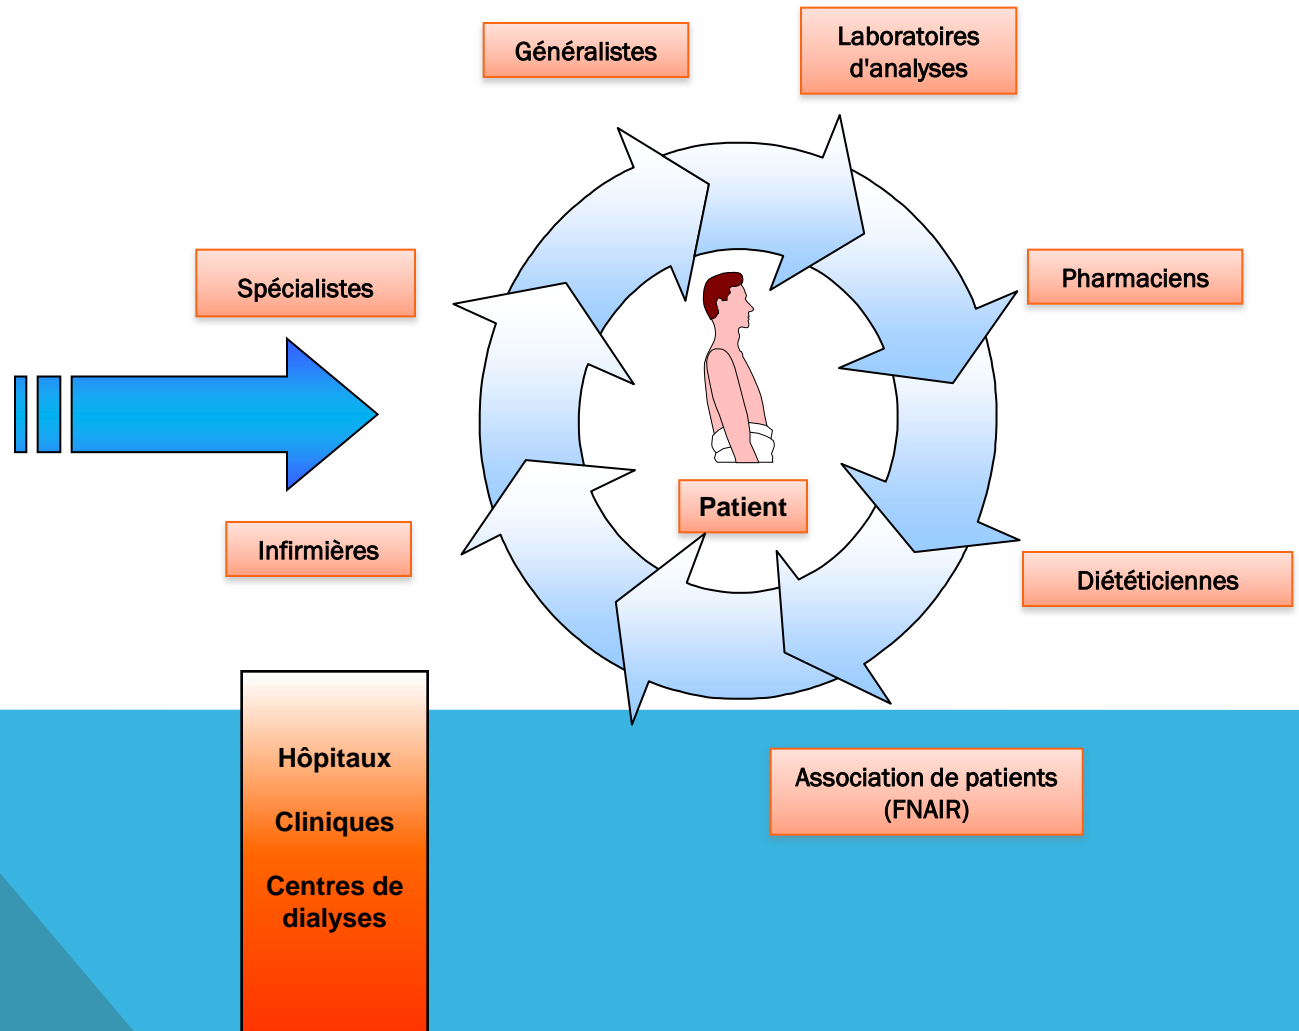 Généralistes
Laboratoires
d'analyses
Spécialistes
Pharmaciens
Patient
Infirmières
Diététiciennes
Hôpitaux
Cliniques
Centres de
dialyses
Association de patients
(FNAIR)